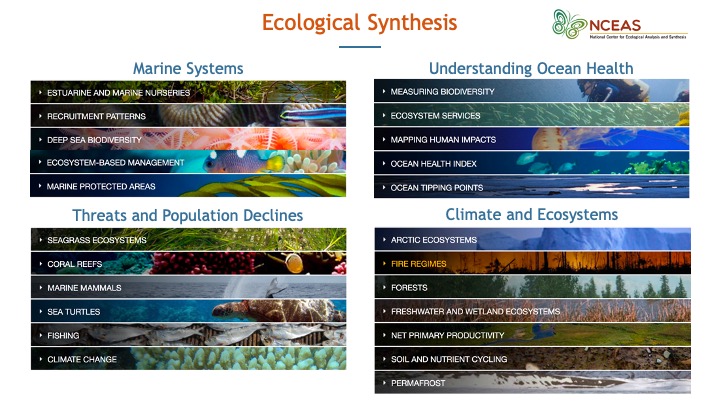 Ecological Synthesis
NCEAS
National Center for Ecological Analysis and Synthesis
Marine Systems
ESTUARINE AND MARINE NURSERIES
RECRUITMENT PATTERNS
DEEP SEA BIODIVERSITY
ECOSYSTEM-BASED MANAGEMENT
MARINE PROTECTED AREAS
Understanding Ocean Health
MEASURING BIODIVERSITY
ECOSYSTEM SERVICES
MAPPING HUMAN IMPACTS
OCEAN HEALTH INDEX
OCEAN TIPPING POINTS
Threats and Population Declines
SEAGRASS ECOSYSTEMS
CORAL REEFS
MARINE MAMMALS
SEA TURTLES
FISHING
CLIMATE CHANGE
Climate and Ecosystems
ARCTIC ECOSYSTEMS
FIRE REGIMES
FORESTS
FRESHWATER AND WETLAND ECOSYSTEMS
NET PRIMARY PRODUCTIVITY
SOIL AND NUTRIENT CYCLING
PERMAFROST